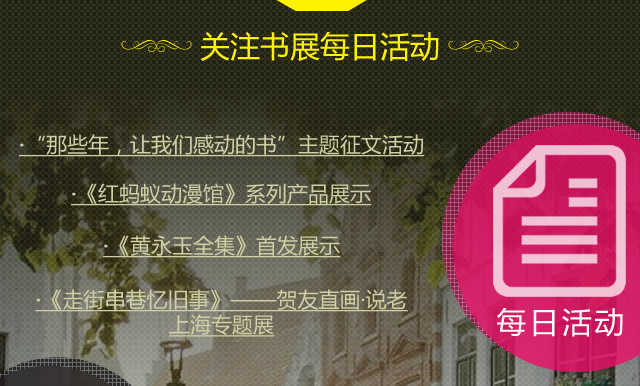 关注书展每日活动
·“那些年，让我们感动的书”主题征文活动
·《红蚂蚁动漫馆》系列产品展示
·《黄永玉全集》首发展示
·《走街串巷忆旧事》——贺友直画·说老
上海专题展
每日活动